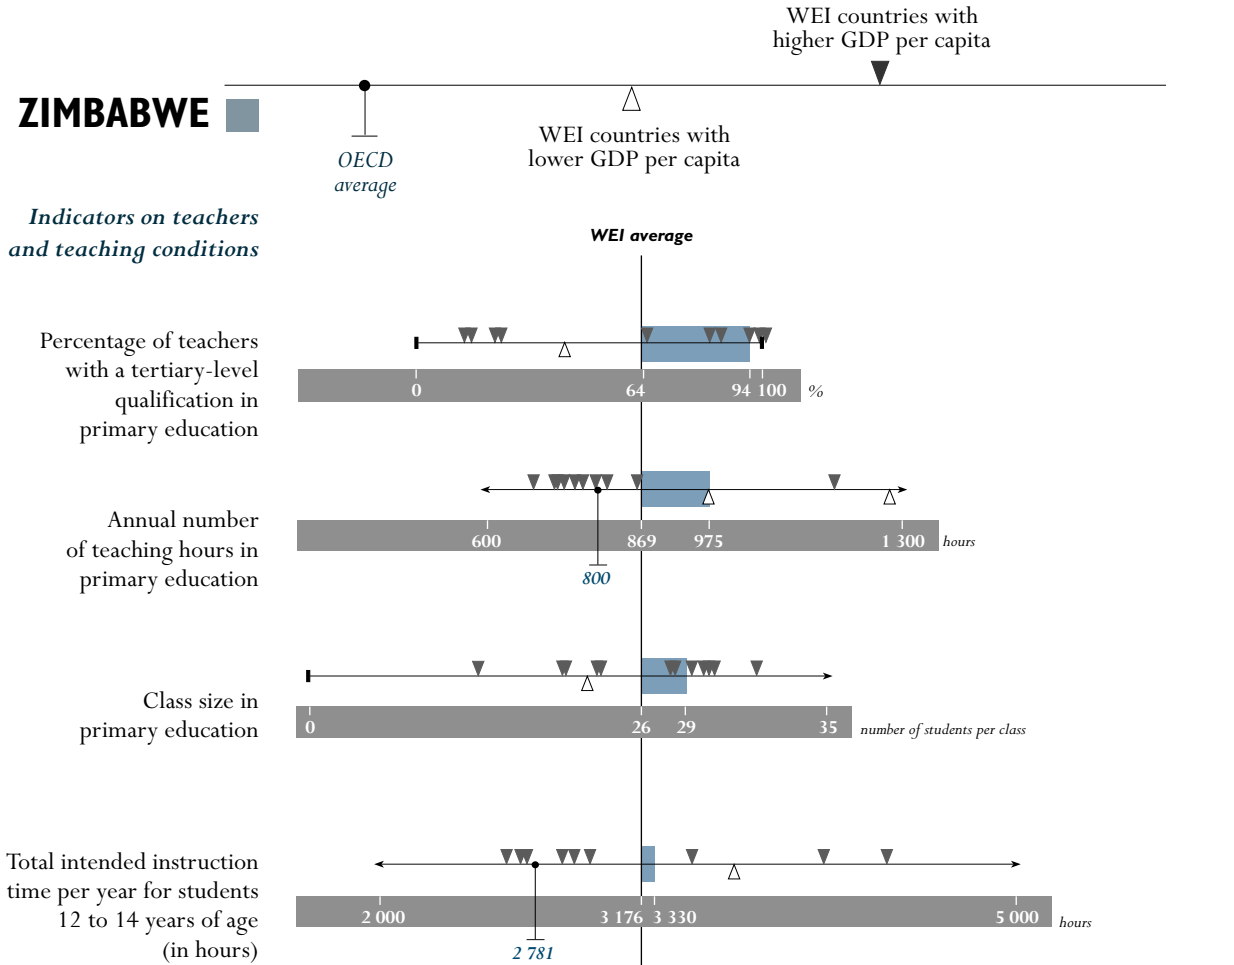 WEI countries with
higher GDP per capita
ZIMBABWE
WEI countries with
lower GDP per capita
OECD
average
Indicators on teachers
and teaching conditions
WEI average
Percentage of teachers
with a tertiary-level
qualification in
primary education
0 64 94 100 %
Annual number
of teaching hours in
primary education
600 869 975 1 300 hours
800
Class size in
primary education
0 26 29 35 number of students per class
Total intended instruction
time per year for students
12 to 14 years of age
(in hours)
2 000 3 176 3 330 5 000 hours
2 781